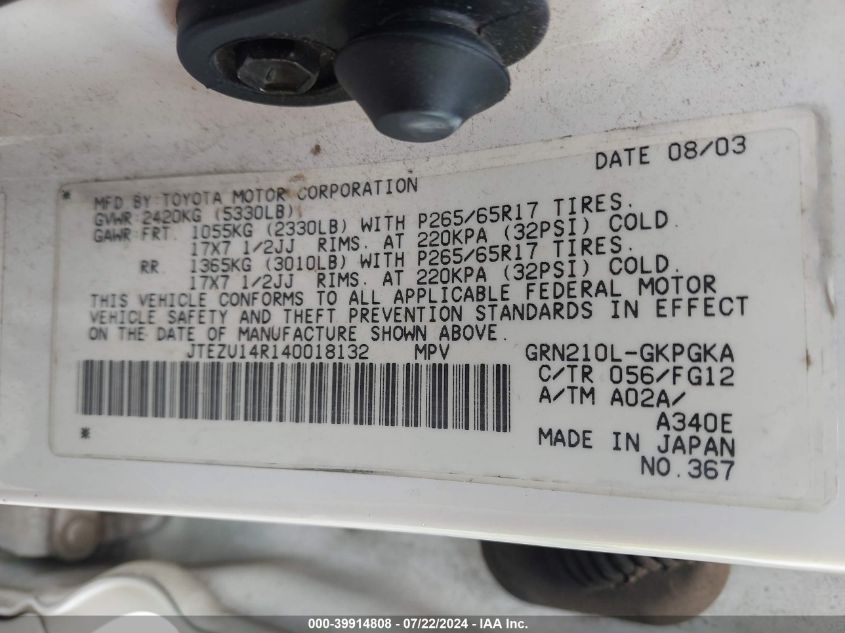 DATE 08/03
* MFD BY TOYOTA MOTOR CORPORATION
GVWR 2420KG (5330LB)
GAWR FRT. 1055KG (2330LB) WITH P265/65R17 TIRES.
17X7 1/2JJ RIMS. AT 220KPA (32PSI) COLD.
RR. 1365KG (3010LB) WITH P265/65R17 TIRES.
17X7 1/2JJ RIMS. AT 220KPA (32PSI) COLD.
THIS VEHICLE CONFORMS TO ALL APPLICABLE FEDERAL MOTOR
VEHICLE SAFETY AND THEFT PREVENTION STANDARDS IN EFFECT
ON THE DATE OF MANUFACTURE SHOWN ABOVE.
JTEZU14R140018132 MPV GRN210L-GKPGKA
C/TR 056/FG12
A/TM A02A/
A340E
* MADE IN JAPAN
NO.367
000-39914808 - 07/22/2024 - IAA Inc.